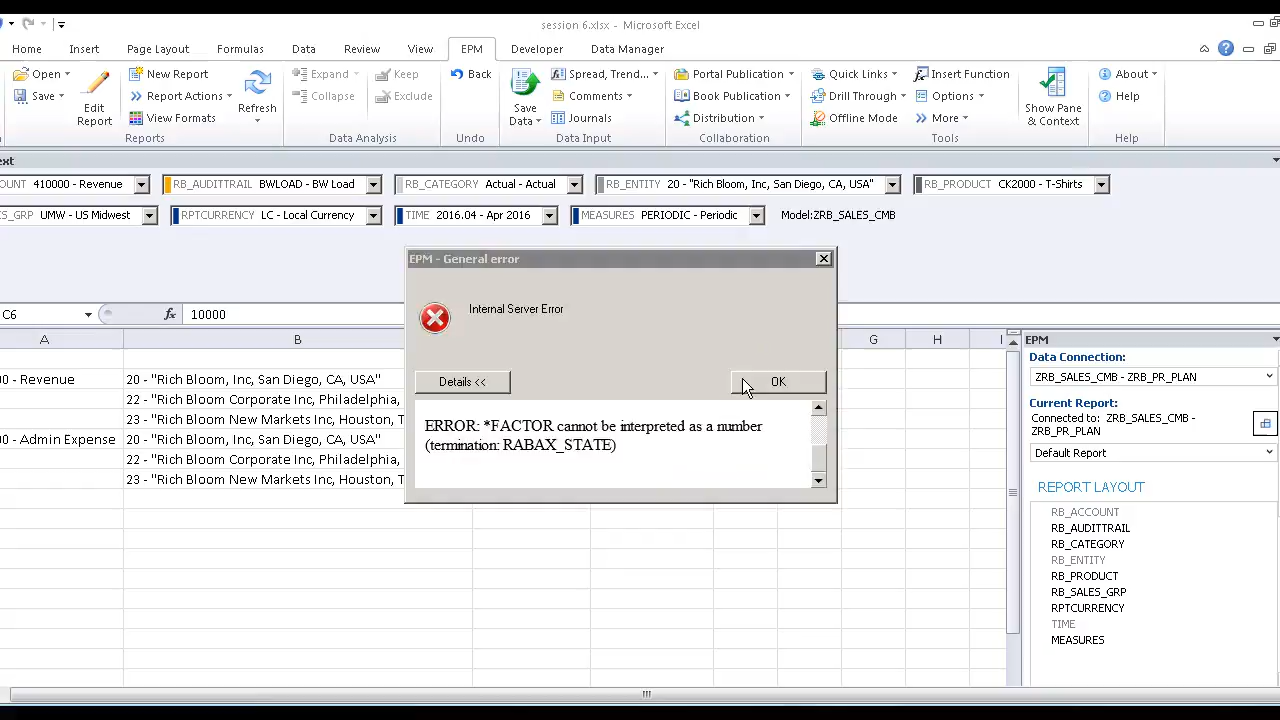 session 6.xlsx - Microsoft Excel
Home Insert Page Layout Formulas Data Review View EPM Developer Data Manager
Open New Report Expand Keep Back Spread, Trend... Portal Publication Quick Links Insert Function About
Save Report Actions Exclude Comments Book Publication Drill Through Options Help
Edit Report Refresh View Formats Save Data Journals Distribution Offline Mode More Show Pane & Context
Reports Data Analysis Undo Data Input Collaboration Tools Help
ext
OUNT 410000 - Revenue RB_AUDITTRAIL BWLOAD - BW Load RB_CATEGORY Actual - Actual RB_ENTITY 20 - "Rich Bloom, Inc, San Diego, CA, USA" RB_PRODUCT CK2000 - T-Shirts
S_GRP UMW - US Midwest RPTCURRENCY LC - Local Currency TIME 2016.04 - Apr 2016 MEASURES PERIODIC - Periodic Model:ZRB_SALES_CMB
EPM - General error
Internal Server Error
Details << OK
ERROR: *FACTOR cannot be interpreted as a number
(termination: RABAX_STATE)
C6 fx 10000
A B G H I
00 - Revenue 20 - "Rich Bloom, Inc, San Diego, CA, USA"
22 - "Rich Bloom Corporate Inc, Philadelphia,
23 - "Rich Bloom New Markets Inc, Houston, T
00 - Admin Expense 20 - "Rich Bloom, Inc, San Diego, CA, USA"
22 - "Rich Bloom Corporate Inc, Philadelphia,
23 - "Rich Bloom New Markets Inc, Houston, T
EPM
Data Connection:
ZRB_SALES_CMB - ZRB_PR_PLAN
Current Report:
Connected to: ZRB_SALES_CMB -
ZRB_PR_PLAN
Default Report
REPORT LAYOUT
RB_ACCOUNT
RB_AUDITTRAIL
RB_CATEGORY
RB_ENTITY
RB_PRODUCT
RB_SALES_GRP
RPTCURRENCY
TIME
MEASURES